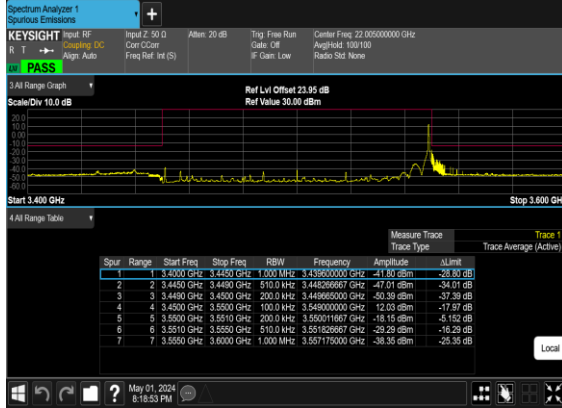 Spectrum Analyzer 1
Spurious Emissions
+
KEYSIGHT Input: RF Input Z: 50 Ω Atten: 20 dB Trig: Free Run Center Freq: 22.005000000 GHz
R T Coupling: DC Corr CCorr Gate: Off Avg|Hold: 100/100
Align: Auto Freq Ref: Int (S) IF Gain: Low Radio Std: None
PASS
3 All Range Graph
Scale/Div 10.0 dB
Ref Lvl Offset 23.95 dB
Ref Value 30.00 dBm
20.0
10.0
0.00
-10.0
-20.0
-30.0
-40.0
-50.0
-60.0
Start 3.400 GHz Stop 3.600 GH
4 All Range Table
Measure Trace Trace 1
Trace Type Trace Average (Active)
Spur Range Start Freq Stop Freq RBW Frequency Amplitude ΔLimit
1 1 3.4000 GHz 3.4450 GHz 1.000 MHz 3.439600000 GHz -41.80 dBm -28.80 dB
2 2 3.4450 GHz 3.4490 GHz 510.0 kHz 3.448266667 GHz -47.01 dBm -34.01 dB
3 3 3.4490 GHz 3.4500 GHz 200.0 kHz 3.449665000 GHz -50.39 dBm -37.39 dB
4 4 3.4500 GHz 3.5500 GHz 100.0 kHz 3.549000000 GHz 12.03 dBm -17.97 dB
5 5 3.5500 GHz 3.5510 GHz 200.0 kHz 3.550011667 GHz -18.15 dBm -5.152 dB
6 6 3.5510 GHz 3.5550 GHz 510.0 kHz 3.551826667 GHz -29.29 dBm -16.29 dB
7 7 3.5550 GHz 3.6000 GHz 1.000 MHz 3.557175000 GHz -38.35 dBm -25.35 dB
Local
?
May 01, 2024
8:18:53 PM